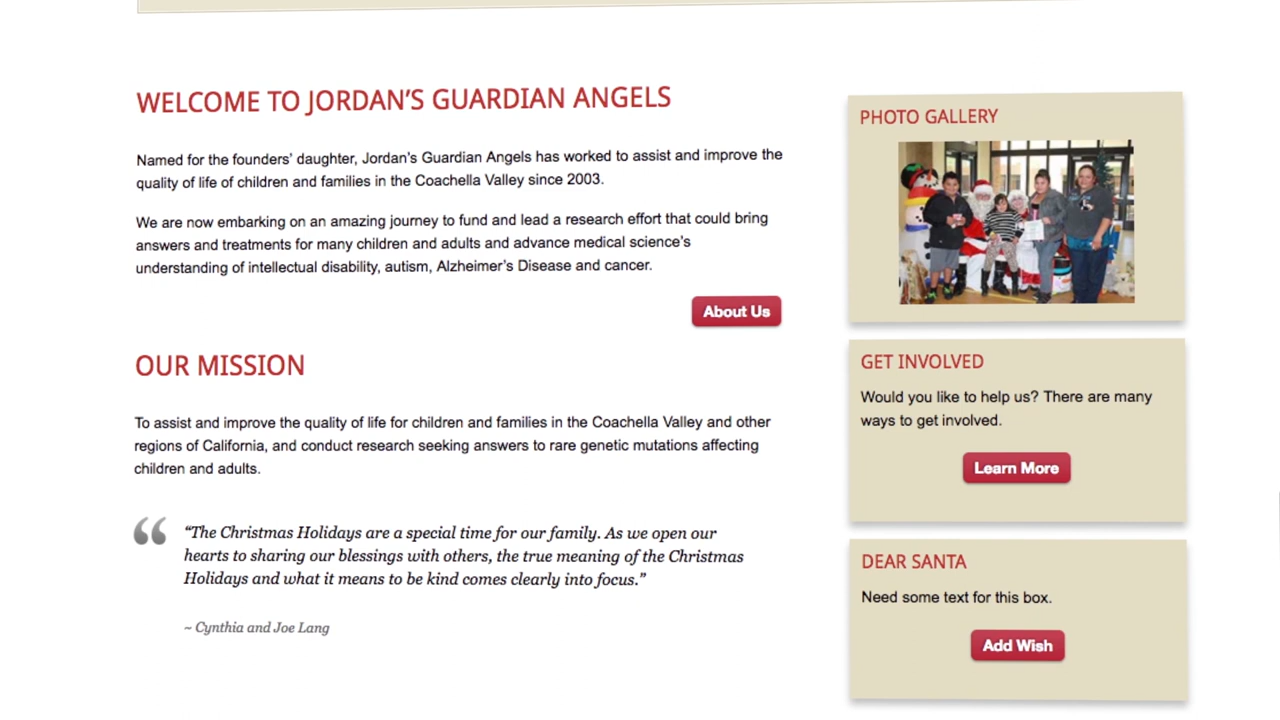 WELCOME TO JORDAN’S GUARDIAN ANGELS
Named for the founders’ daughter, Jordan’s Guardian Angels has worked to assist and improve the
quality of life of children and families in the Coachella Valley since 2003.
We are now embarking on an amazing journey to fund and lead a research effort that could bring
answers and treatments for many children and adults and advance medical science’s
understanding of intellectual disability, autism, Alzheimer’s Disease and cancer.
About Us
OUR MISSION
To assist and improve the quality of life for children and families in the Coachella Valley and other
regions of California, and conduct research seeking answers to rare genetic mutations affecting
children and adults.
“The Christmas Holidays are a special time for our family. As we open our
hearts to sharing our blessings with others, the true meaning of the Christmas
Holidays and what it means to be kind comes clearly into focus.”
~ Cynthia and Joe Lang
PHOTO GALLERY
GET INVOLVED
Would you like to help us? There are many
ways to get involved.
Learn More
DEAR SANTA
Need some text for this box.
Add Wish